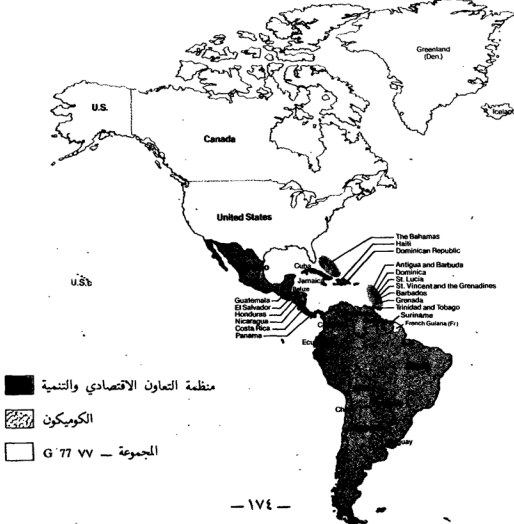 Greenland
(Den.)
Iceland
U.S.
Canada
United States
The Bahamas
Haiti
Dominican Republic
Cuba
Jamaica
Belize
Antigua and Barbuda
Dominica
St. Lucia
St. Vincent and the Grenadines
Barbados
Grenada
Trinidad and Tobago
Suriname
French Guiana (Fr.)
U.S.
Guatemala
El Salvador
Honduras
Nicaragua
Costa Rica
Panama
منظمة التعاون الاقتصادي والتنمية
الكوميكون
المجموعة — ٧٧ G 77
— ١٧٤ —